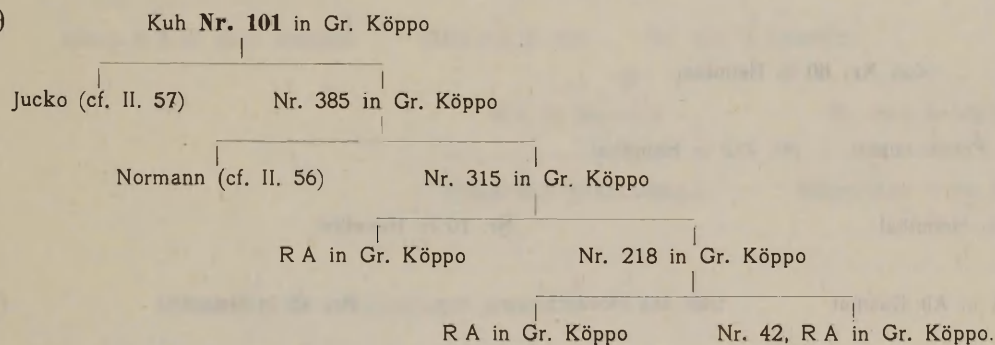 )
Kuh Nr. 101 in Gr. Köppo
Jucko (cf. II. 57) Nr. 385 in Gr. Köppo
Normann (cf. II. 56) Nr. 315 in Gr. Köppo
R A in Gr. Köppo Nr. 218 in Gr. Köppo
R A in Gr. Köppo Nr. 42, R A in Gr. Köppo.